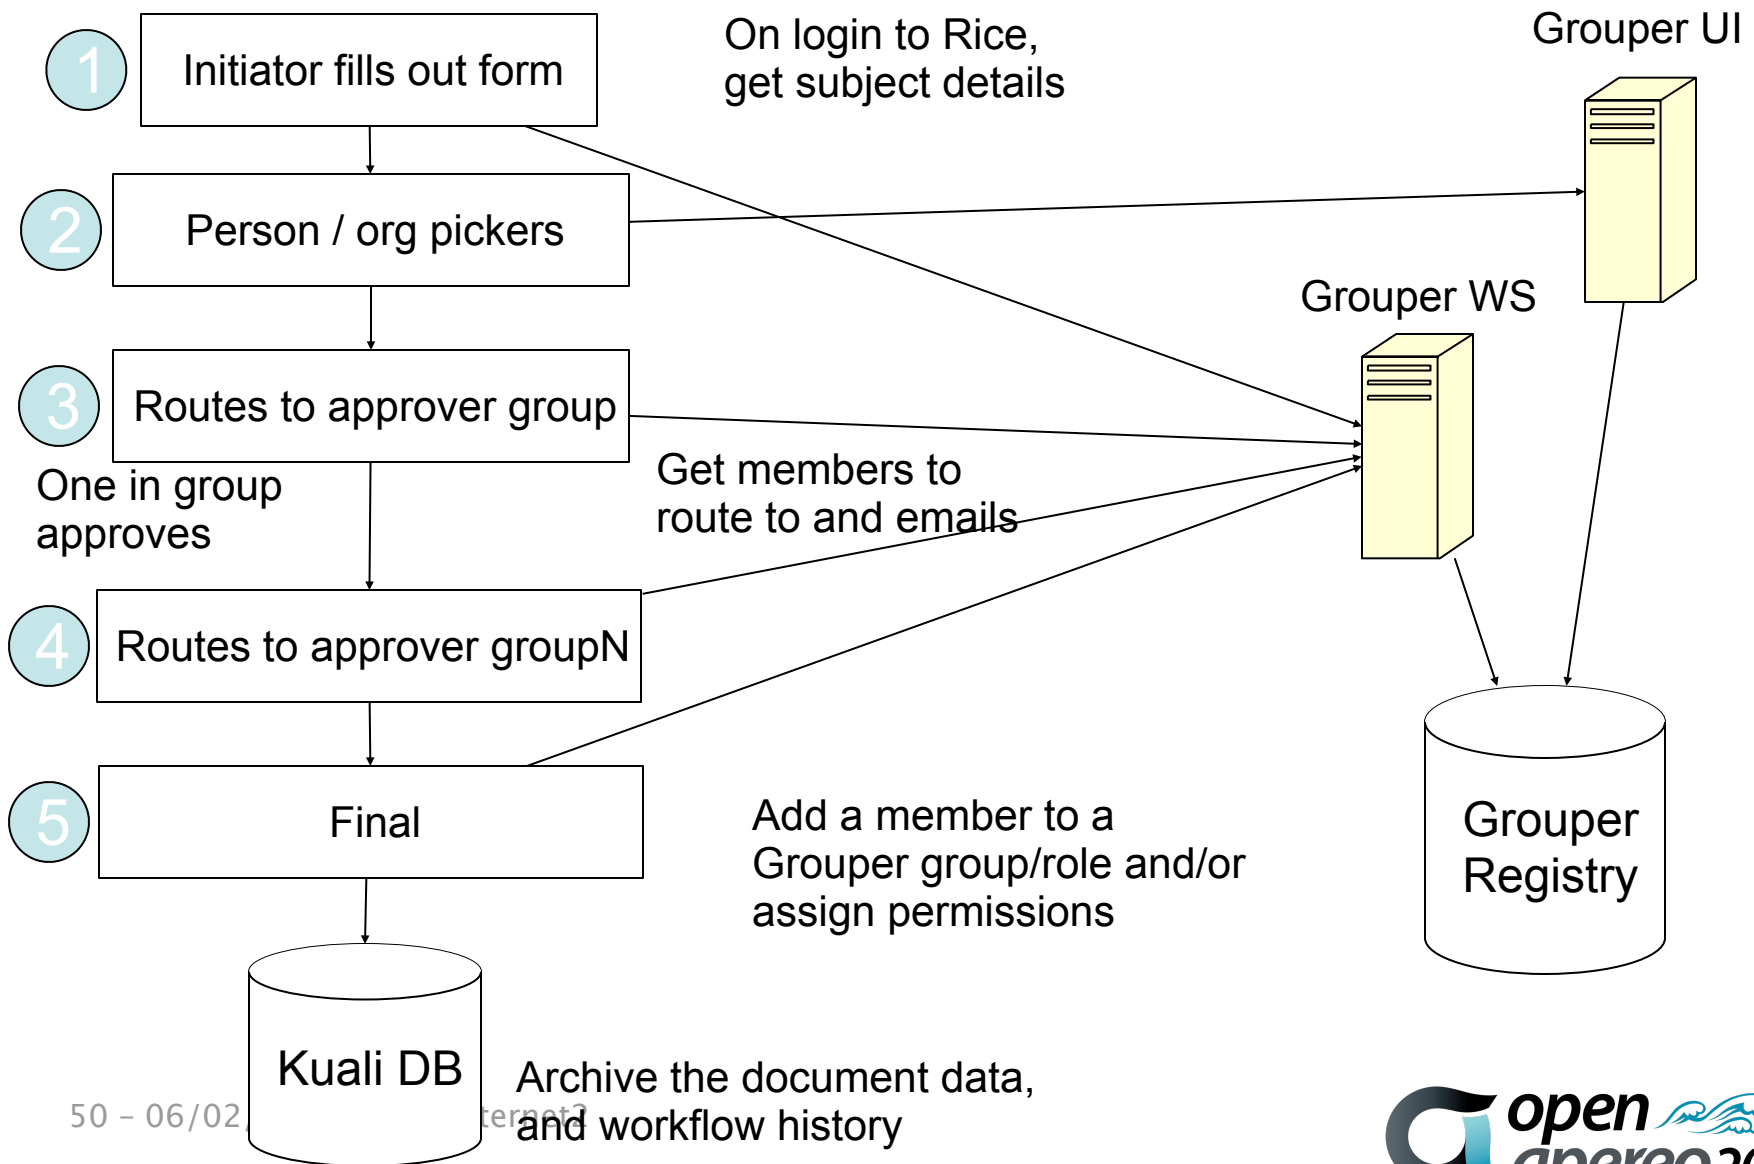 1
Initiator fills out form
On login to Rice,
get subject details
Grouper UI
2
Person / org pickers
Grouper WS
3
Routes to approver group
One in group
approves
Get members to
route to and emails
4
Routes to approver groupN
5
Final
Add a member to a
Grouper group/role and/or
assign permissions
Grouper
Registry
Kuali DB
Archive the document data,
and workflow history
50 – 06/02
open
apereo